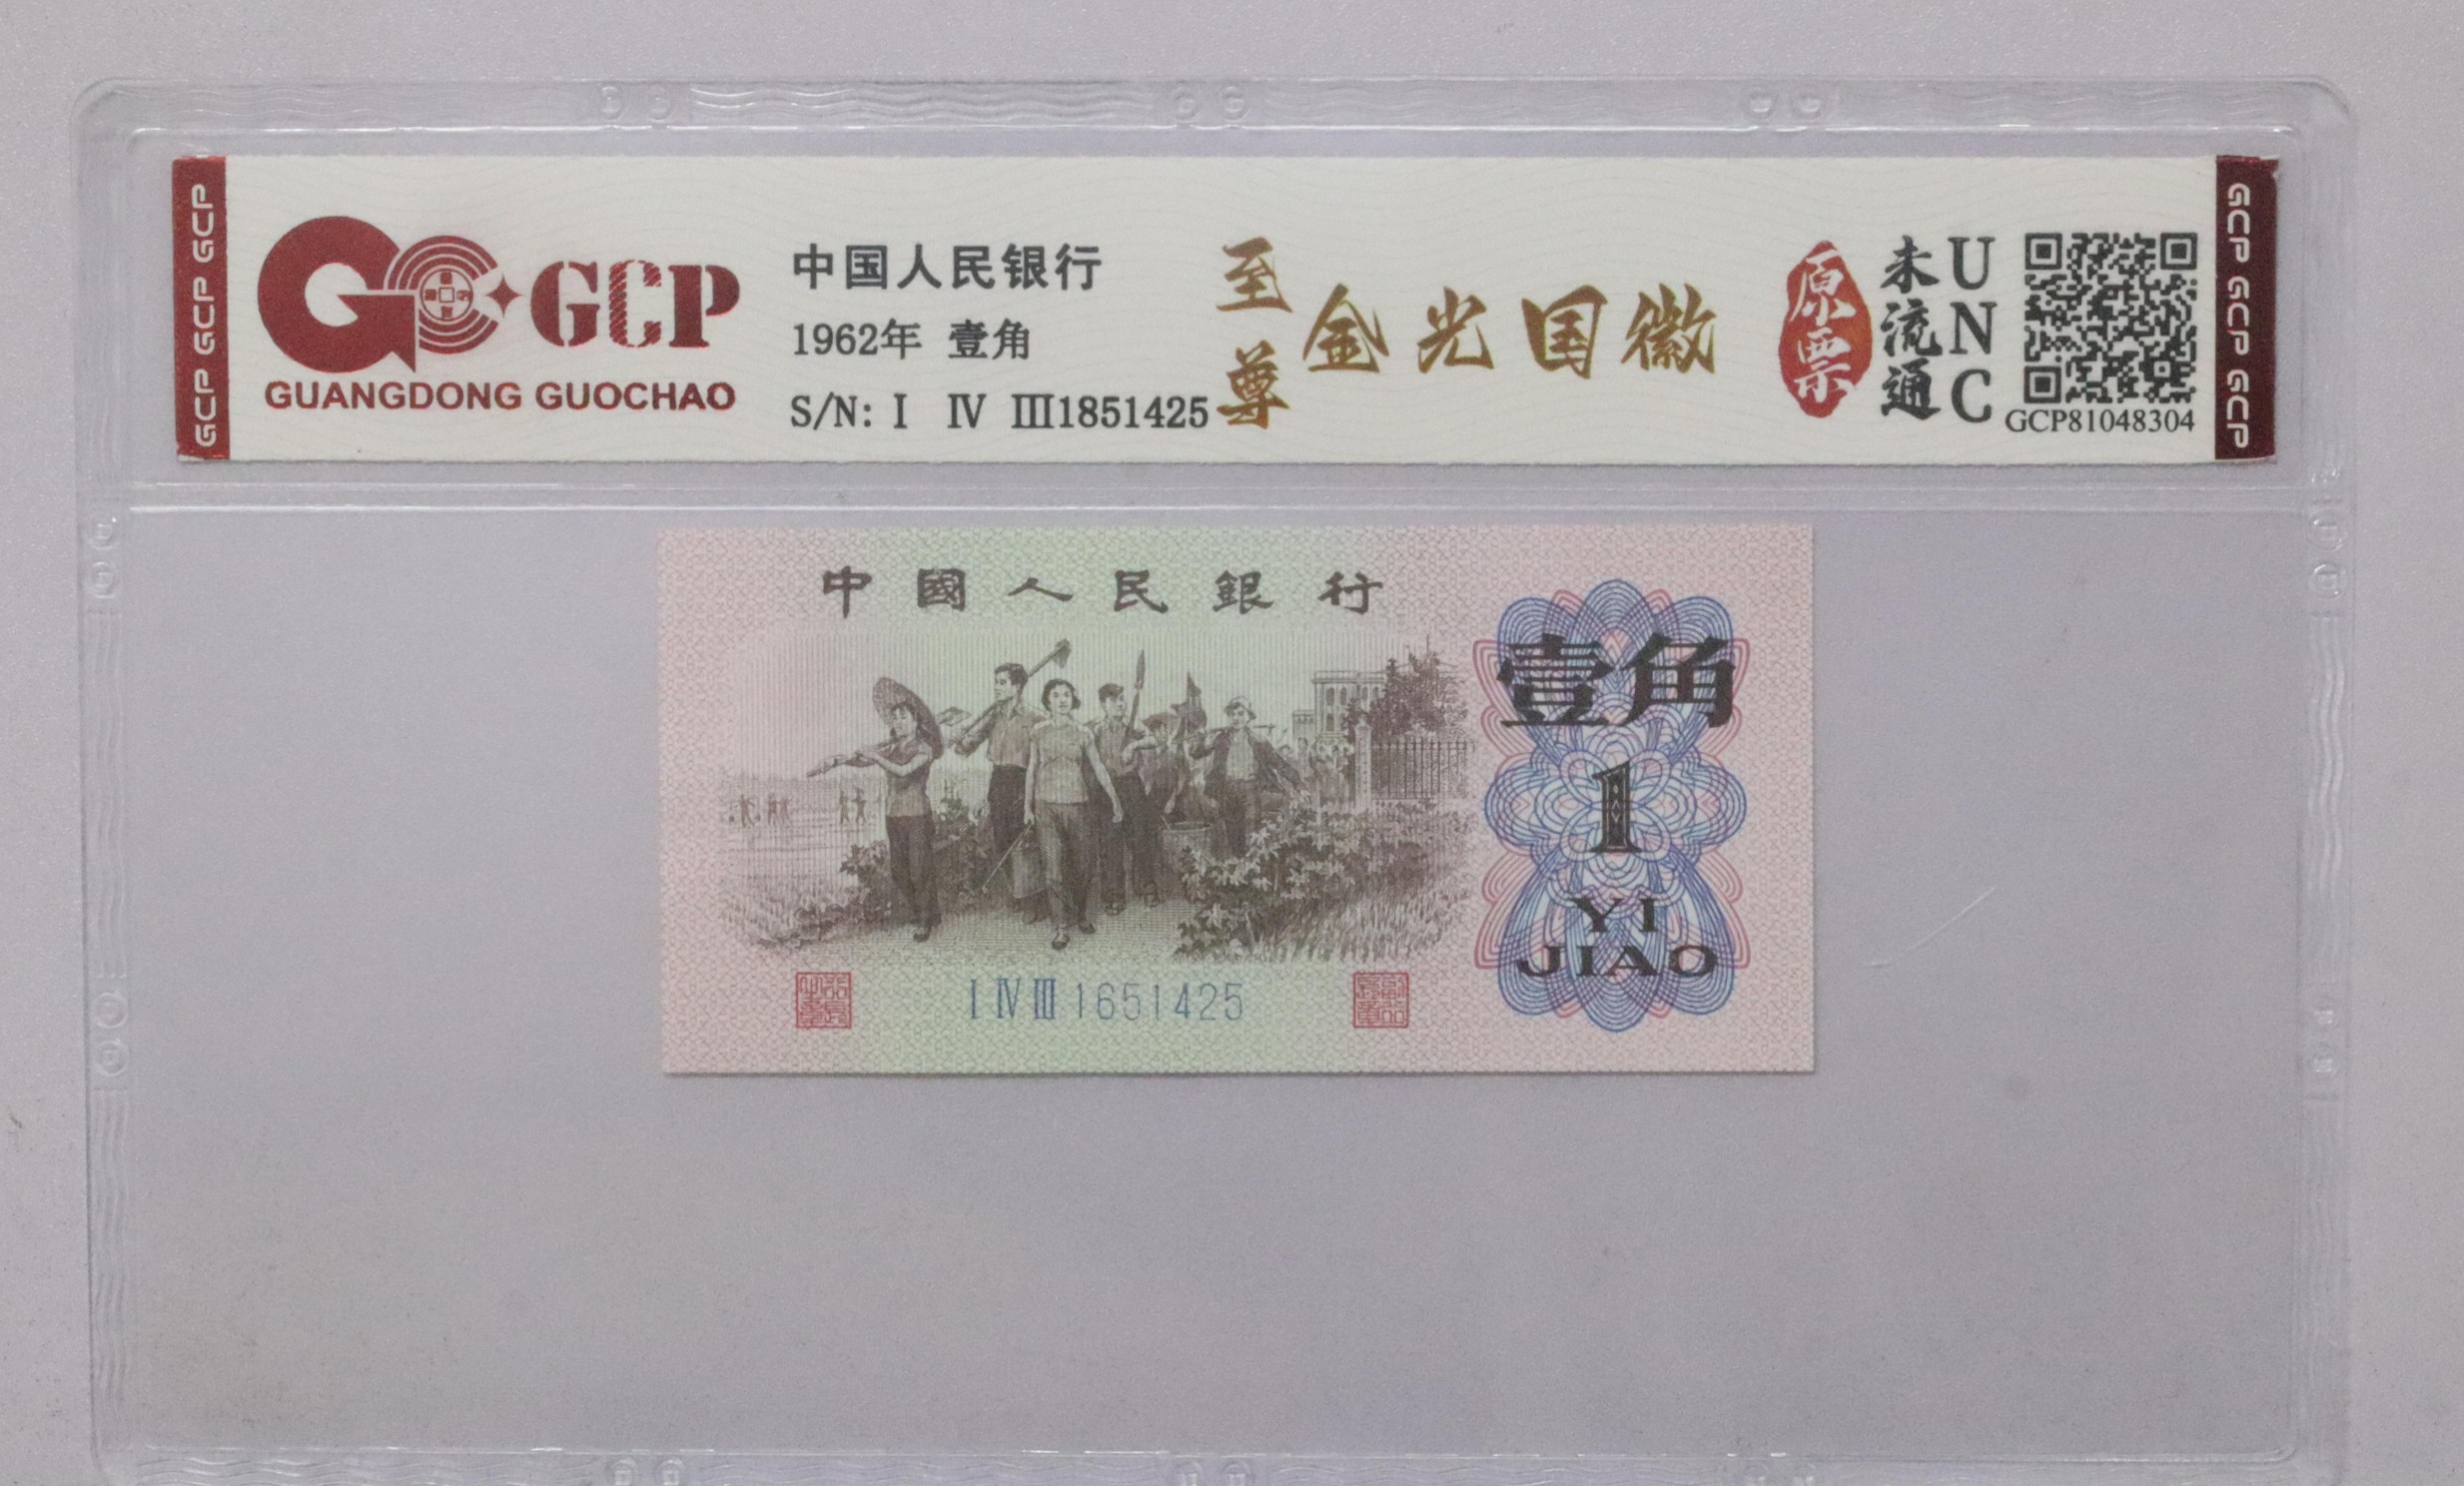 GCP GCP GCP
GCP
GUANGDONG GUOCHAO
中国人民银行
1962年 壹角
S/N: I IV III1851425
至尊
金光国徽
原票
未流通
UNC
GCP81048304
GCP GCP GCP
中國人民銀行
壹角
1
YI
JIAO
I IV III 1651425